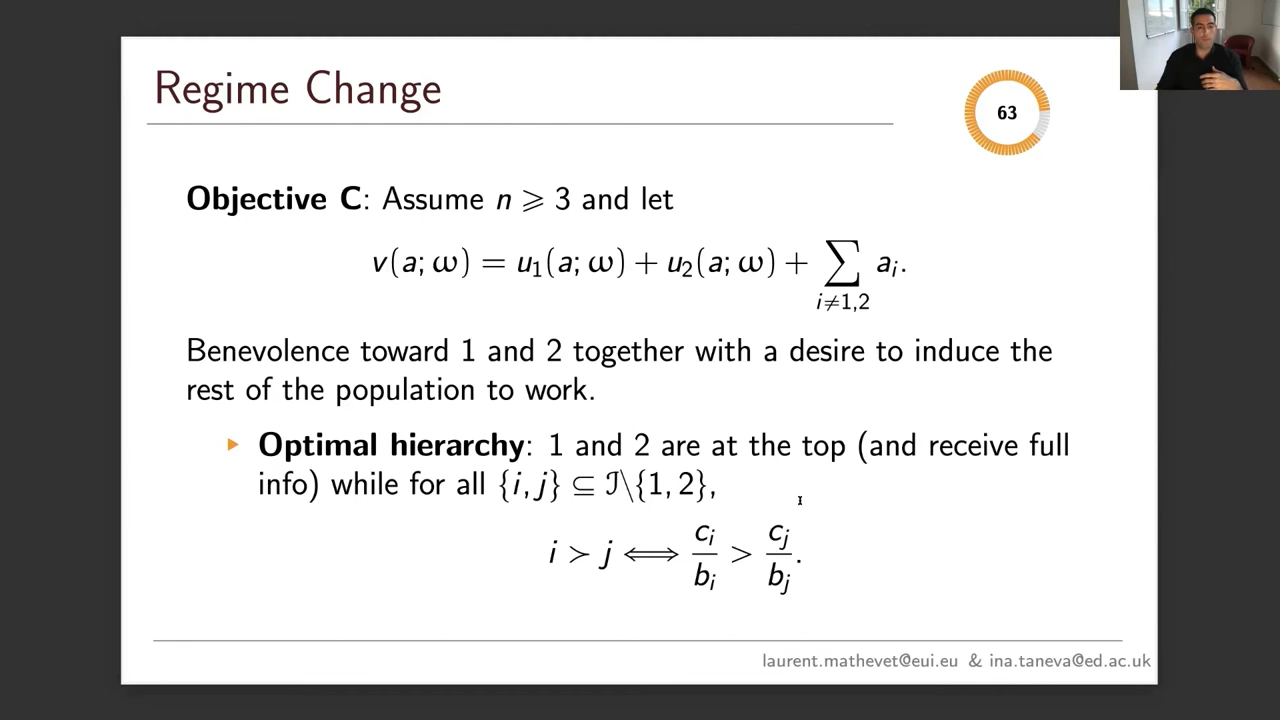 Regime Change
63
Objective C: Assume n ⩾ 3 and let
v(a; ω) = u₁(a; ω) + u₂(a; ω) + ∑ aᵢ.
i≠1,2
Benevolence toward 1 and 2 together with a desire to induce the
rest of the population to work.
▸ Optimal hierarchy: 1 and 2 are at the top (and receive full
info) while for all {i, j} ⊆ ℐ\{1, 2},
i ≻ j ⟺ cᵢ/bᵢ > cⱼ/bⱼ.
laurent.mathevet@eui.eu & ina.taneva@ed.ac.uk